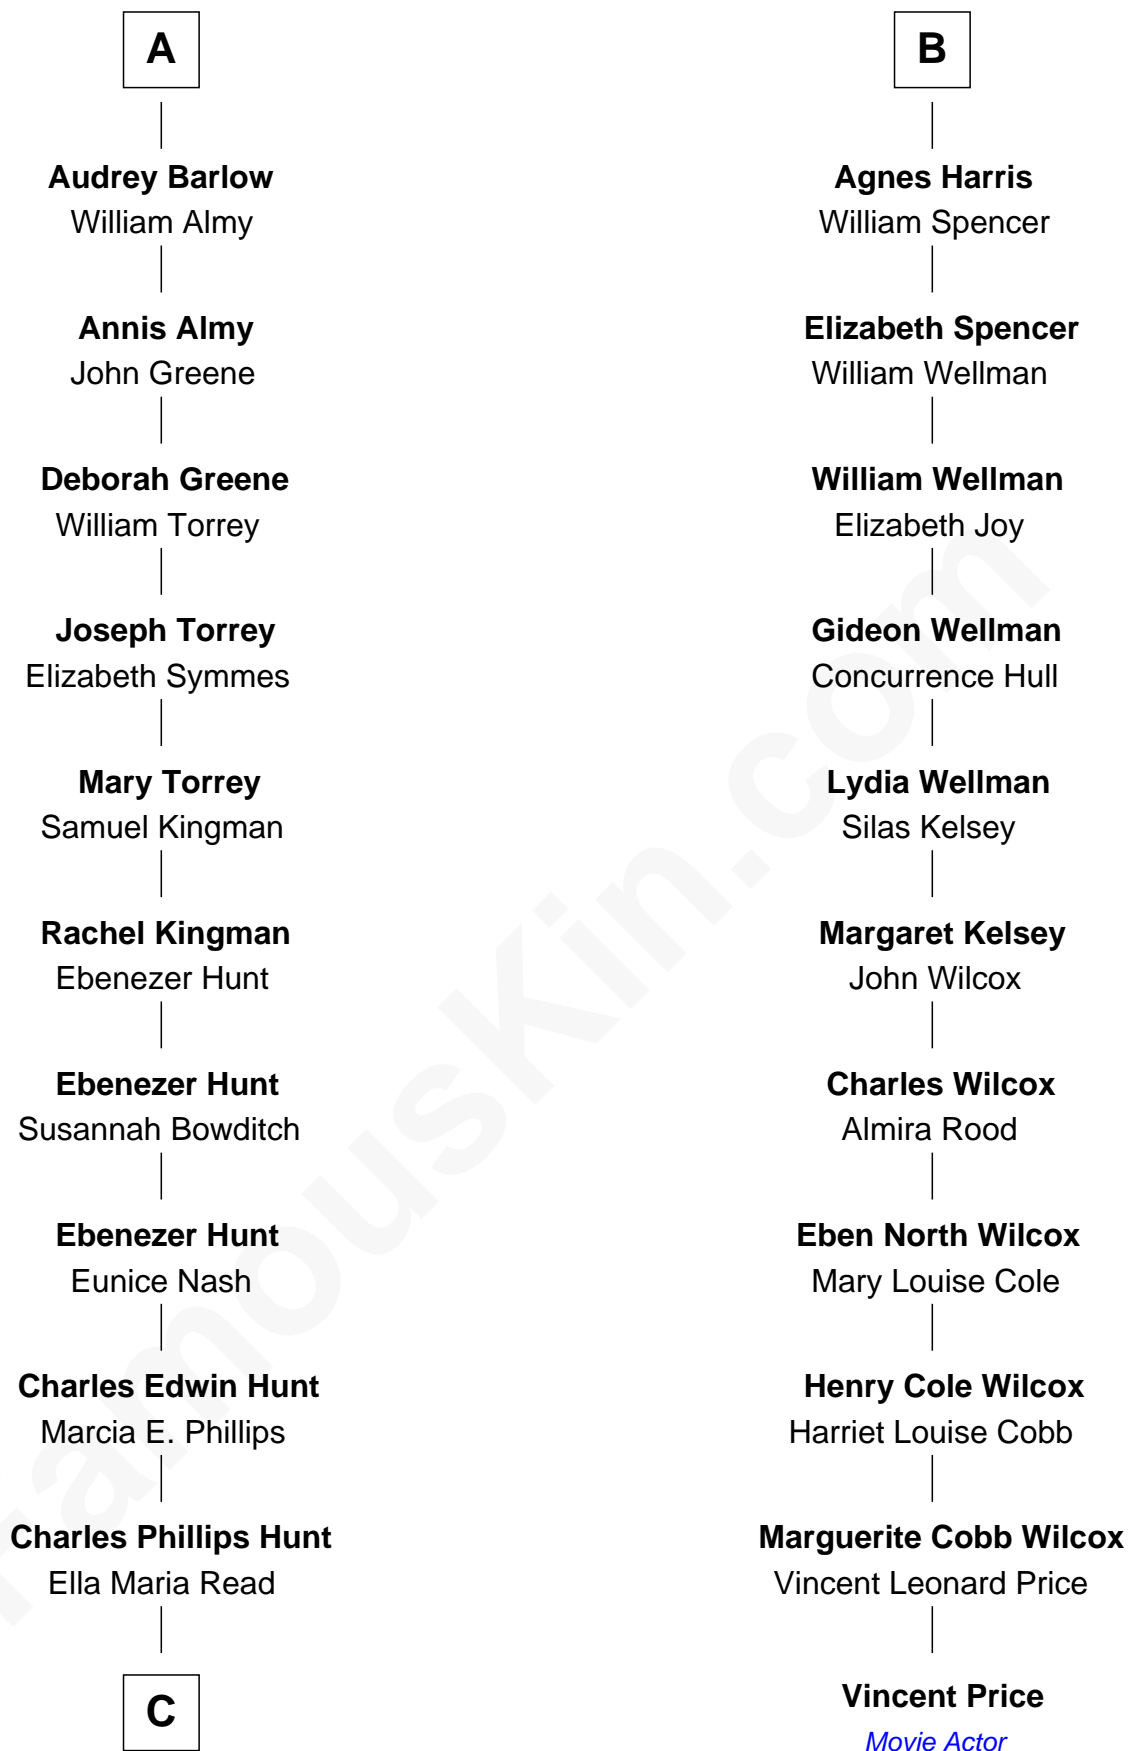 A
Audrey Barlow
William Almy
Annis Almy
John Greene
Deborah Greene
William Torrey
Joseph Torrey
Elizabeth Symmes
Mary Torrey
Samuel Kingman
Rachel Kingman
Ebenezer Hunt
Ebenezer Hunt
Susannah Bowditch
Ebenezer Hunt
Eunice Nash
Charles Edwin Hunt
Marcia E. Phillips
Charles Phillips Hunt
Ella Maria Read
C
B
Agnes Harris
William Spencer
Elizabeth Spencer
William Wellman
William Wellman
Elizabeth Joy
Gideon Wellman
Concurrence Hull
Lydia Wellman
Silas Kelsey
Margaret Kelsey
John Wilcox
Charles Wilcox
Almira Rood
Eben North Wilcox
Mary Louise Cole
Henry Cole Wilcox
Harriet Louise Cobb
Marguerite Cobb Wilcox
Vincent Leonard Price
Vincent Price
Movie Actor
FamousKin.com